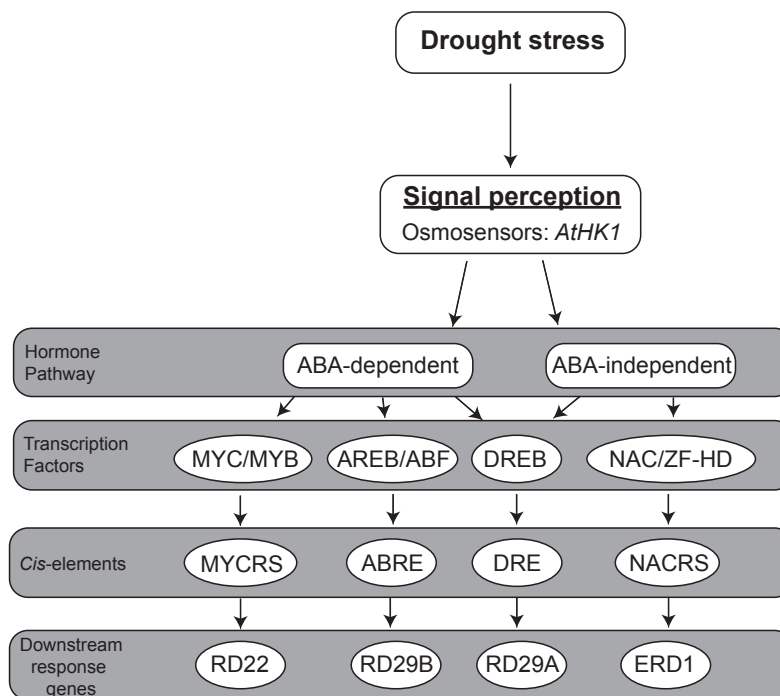 Drought stress
Signal perception
Osmosensors: AtHK1
Hormone
Pathway
ABA-dependent
ABA-independent
Transcription
Factors
MYC/MYB
AREB/ABF
DREB
NAC/ZF-HD
Cis-elements
MYCRS
ABRE
DRE
NACRS
Downstream
response
genes
RD22
RD29B
RD29A
ERD1